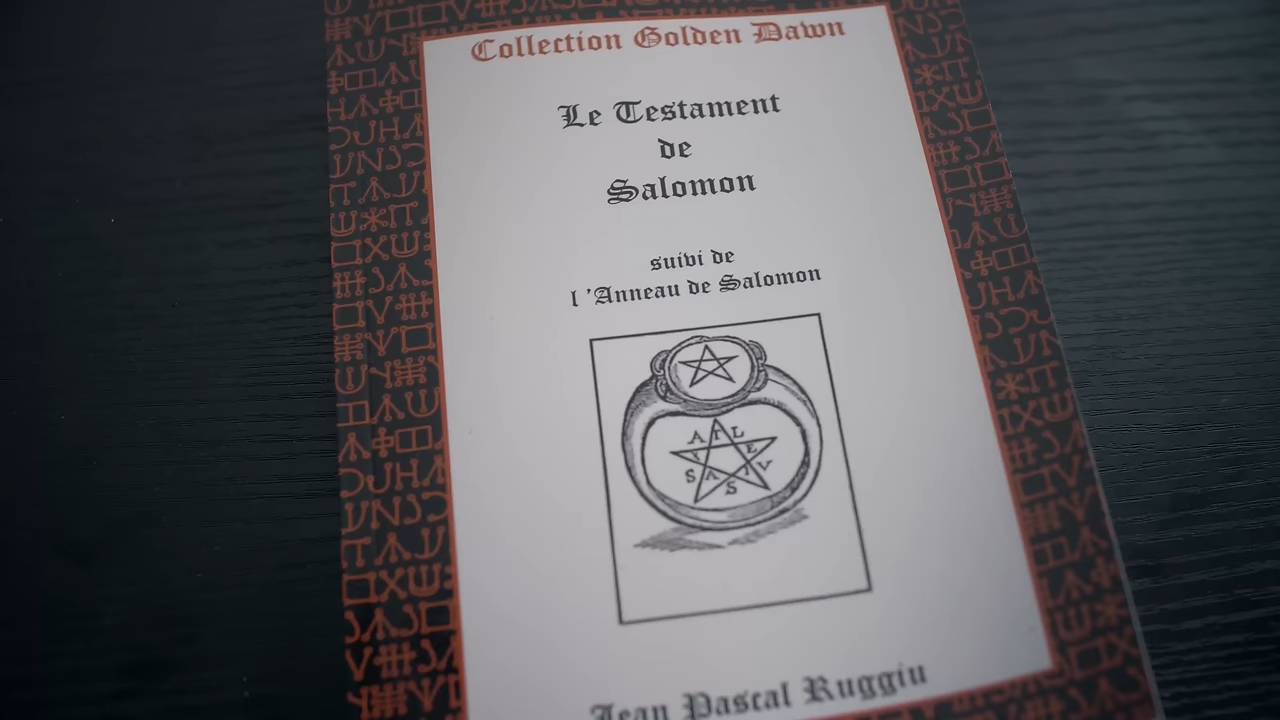 Collection Golden Dawn
Le Testament
de
Salomon
suivi de
l'Anneau de Salomon
Jean Pascal Ruggiu